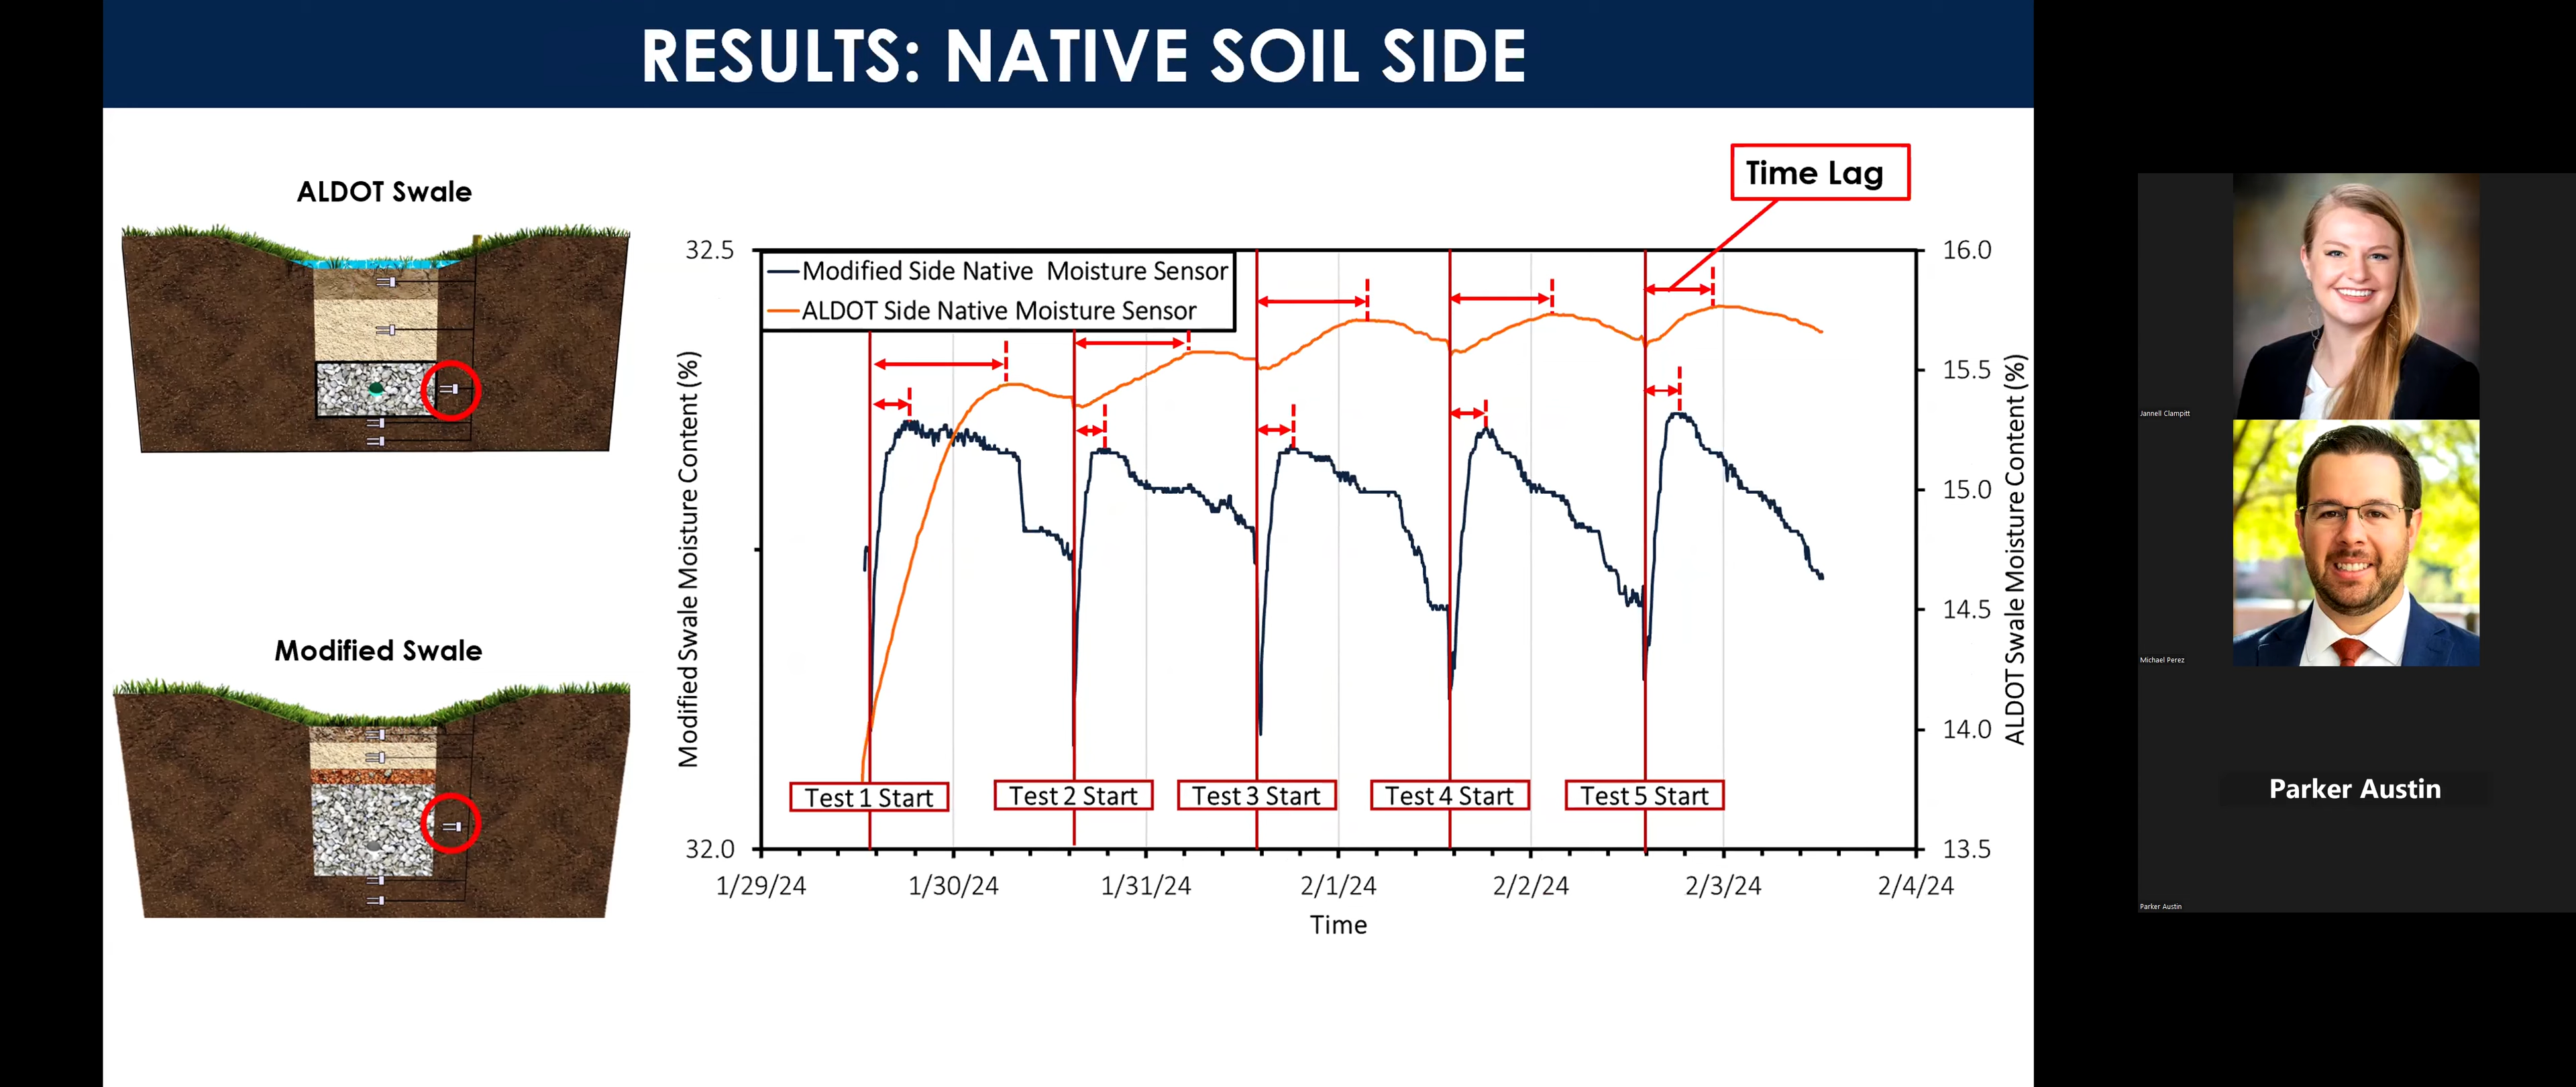 RESULTS: NATIVE SOIL SIDE
ALDOT Swale
Modified Swale
Time Lag
Modified Side Native Moisture Sensor
ALDOT Side Native Moisture Sensor
Modified Swale Moisture Content (%)
32.5
32.0
16.0
15.5
15.0
14.5
14.0
13.5
ALDOT Swale Moisture Content (%)
Test 1 Start
Test 2 Start
Test 3 Start
Test 4 Start
Test 5 Start
1/29/24
1/30/24
1/31/24
2/1/24
2/2/24
2/3/24
2/4/24
Time
Jannell Clampitt
Michael Perez
Parker Austin
Parker Austin